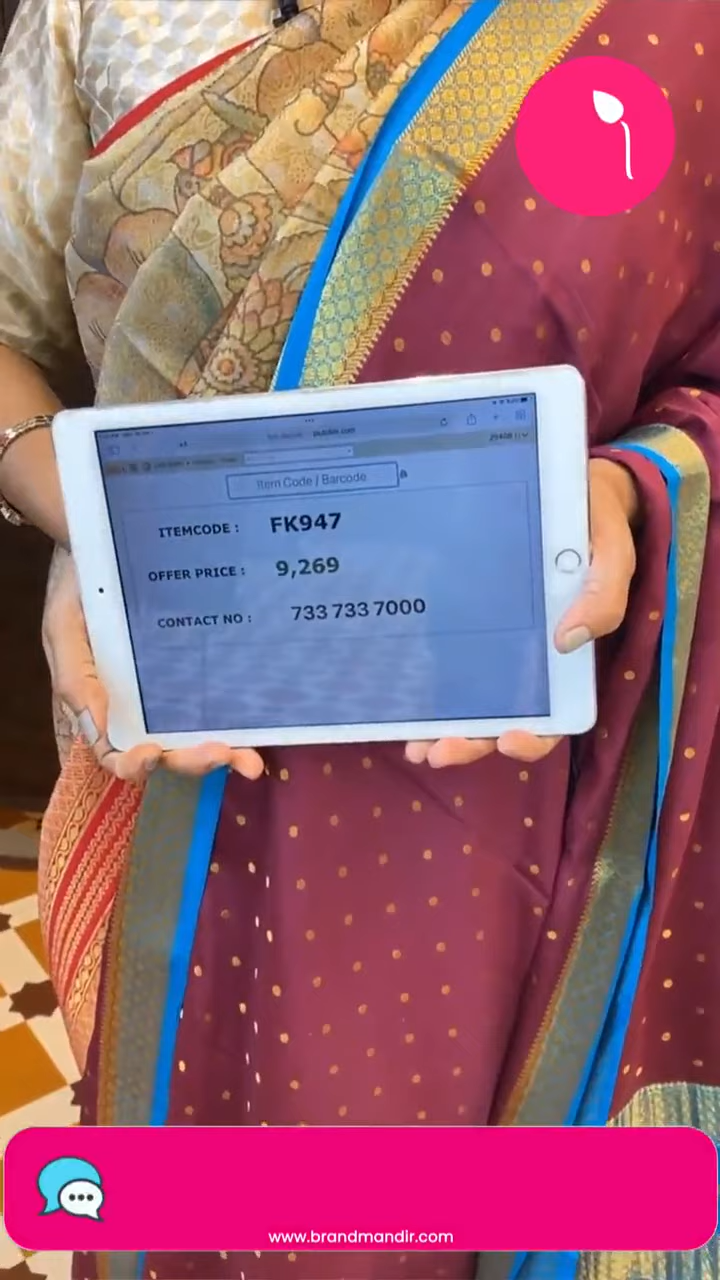 Item Code / Barcode
ITEMCODE : FK947
OFFER PRICE : 9,269
CONTACT NO : 733 733 7000
www.brandmandir.com